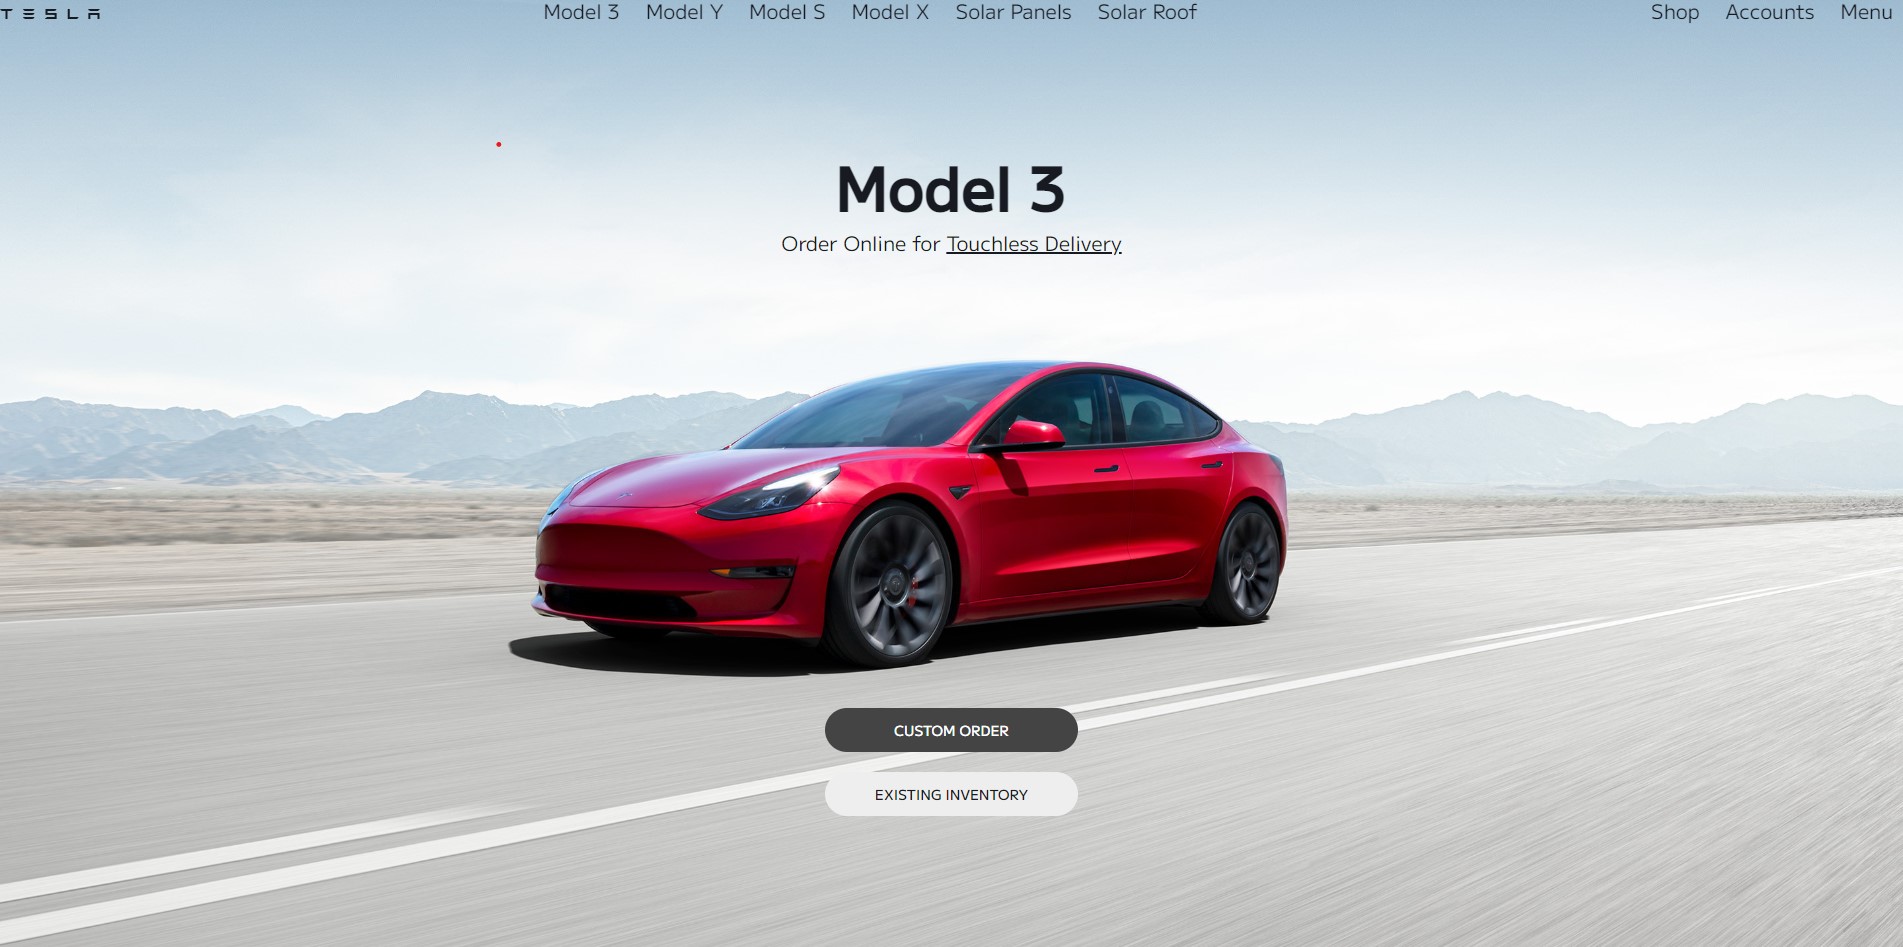 TESLA
Model 3 Model Y Model S Model X Solar Panels Solar Roof
Shop Accounts Menu
Model 3
Order Online for Touchless Delivery
CUSTOM ORDER
EXISTING INVENTORY